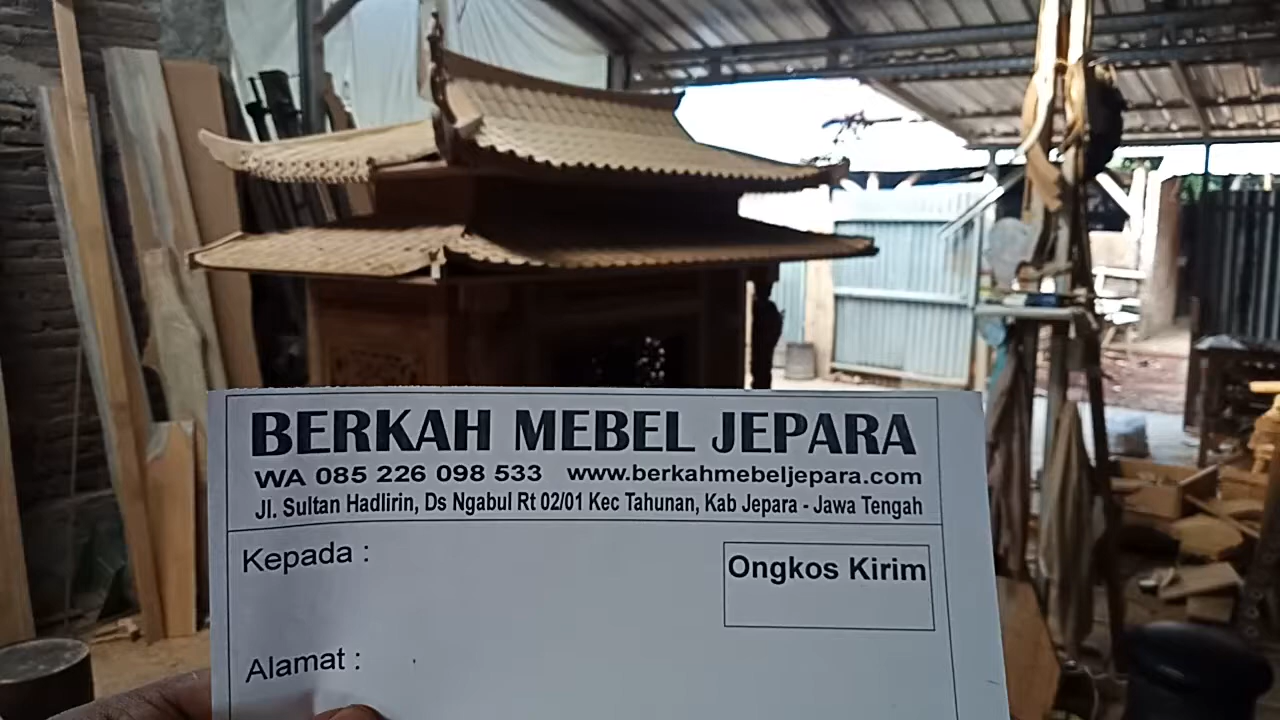 BERKAH MEBEL JEPARA
WA 085 226 098 533 www.berkahmebeljepara.com
Jl. Sultan Hadlirin, Ds Ngabul Rt 02/01 Kec Tahunan, Kab Jepara - Jawa Tengah
Kepada :
Ongkos Kirim
Alamat :